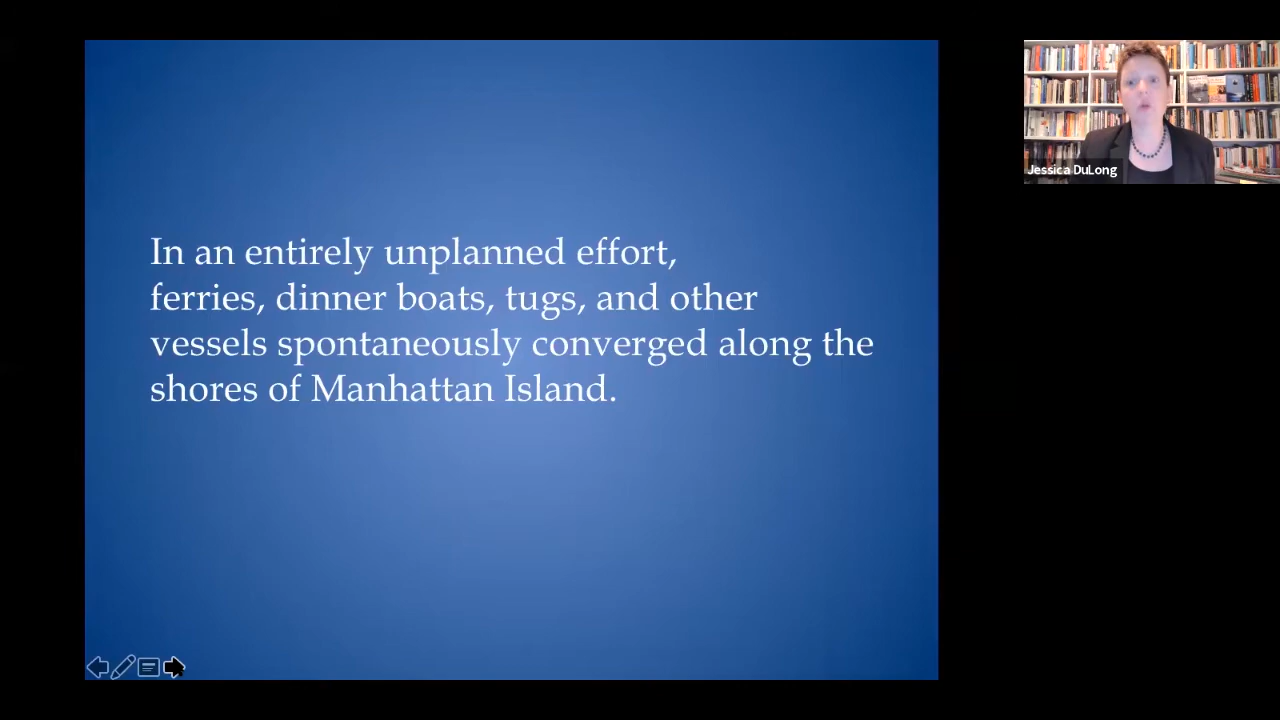 In an entirely unplanned effort,
ferries, dinner boats, tugs, and other
vessels spontaneously converged along the
shores of Manhattan Island.
Jessica DuLong